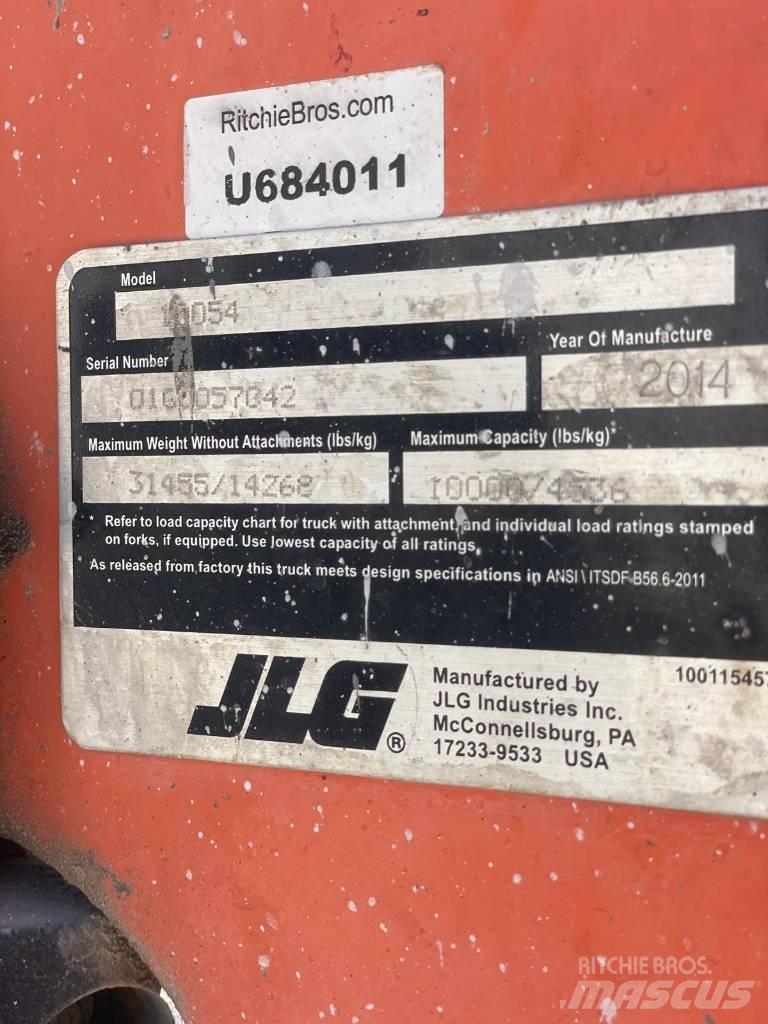 RitchieBros.com
U684011
Model
10054
Serial Number
Year Of Manufacture
2014
Maximum Weight Without Attachments (lbs/kg)
Maximum Capacity (lbs/kg)*
31455/14268
10000/4536
* Refer to load capacity chart for truck with attachment, and individual load ratings stamped
on forks, if equipped. Use lowest capacity of all ratings.
As released from factory this truck meets design specifications in ANSI \ ITSDF B56.6-2011
JLG®
Manufactured by
JLG Industries Inc.
McConnellsburg, PA
17233-9533 USA
RITCHIE BROS.
MASCUS